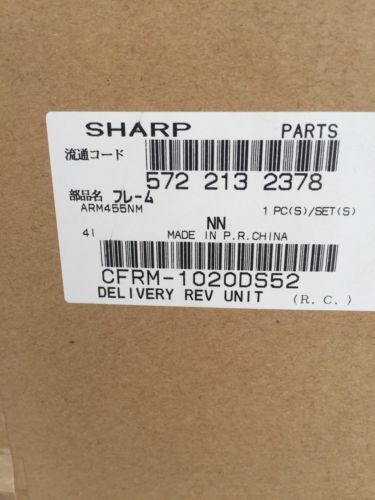 SHARP PARTS
流通コード
572 213 2378
部品名 フレーム
ARM455NM 1 PC(S)/SET(S)
NN
41 MADE IN P.R.CHINA
CFRM-1020DS52
DELIVERY REV UNIT (R.C.)